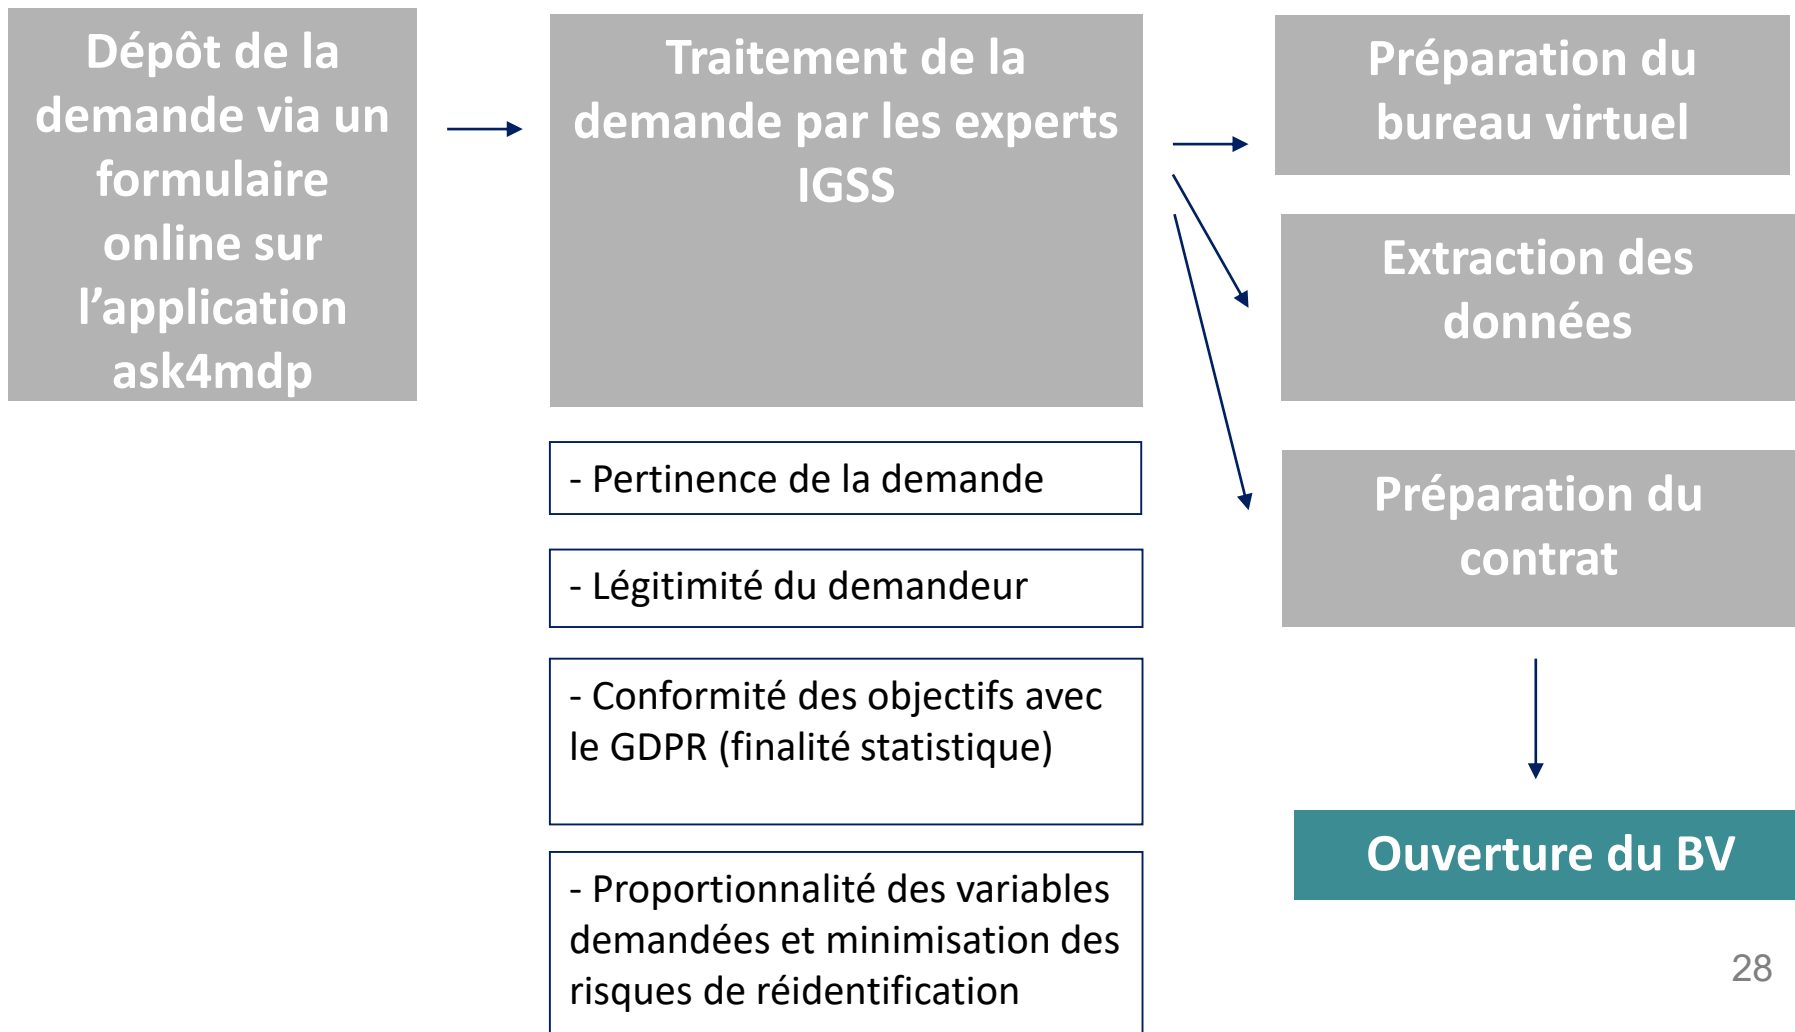 Dépôt de la
demande via un
formulaire
online sur
l’application
ask4mdp
Traitement de la
demande par les experts
IGSS
- Pertinence de la demande
- Légitimité du demandeur
- Conformité des objectifs avec
le GDPR (finalité statistique)
- Proportionnalité des variables
demandées et minimisation des
risques de réidentification
Préparation du
bureau virtuel
Extraction des
données
Préparation du
contrat
Ouverture du BV
28